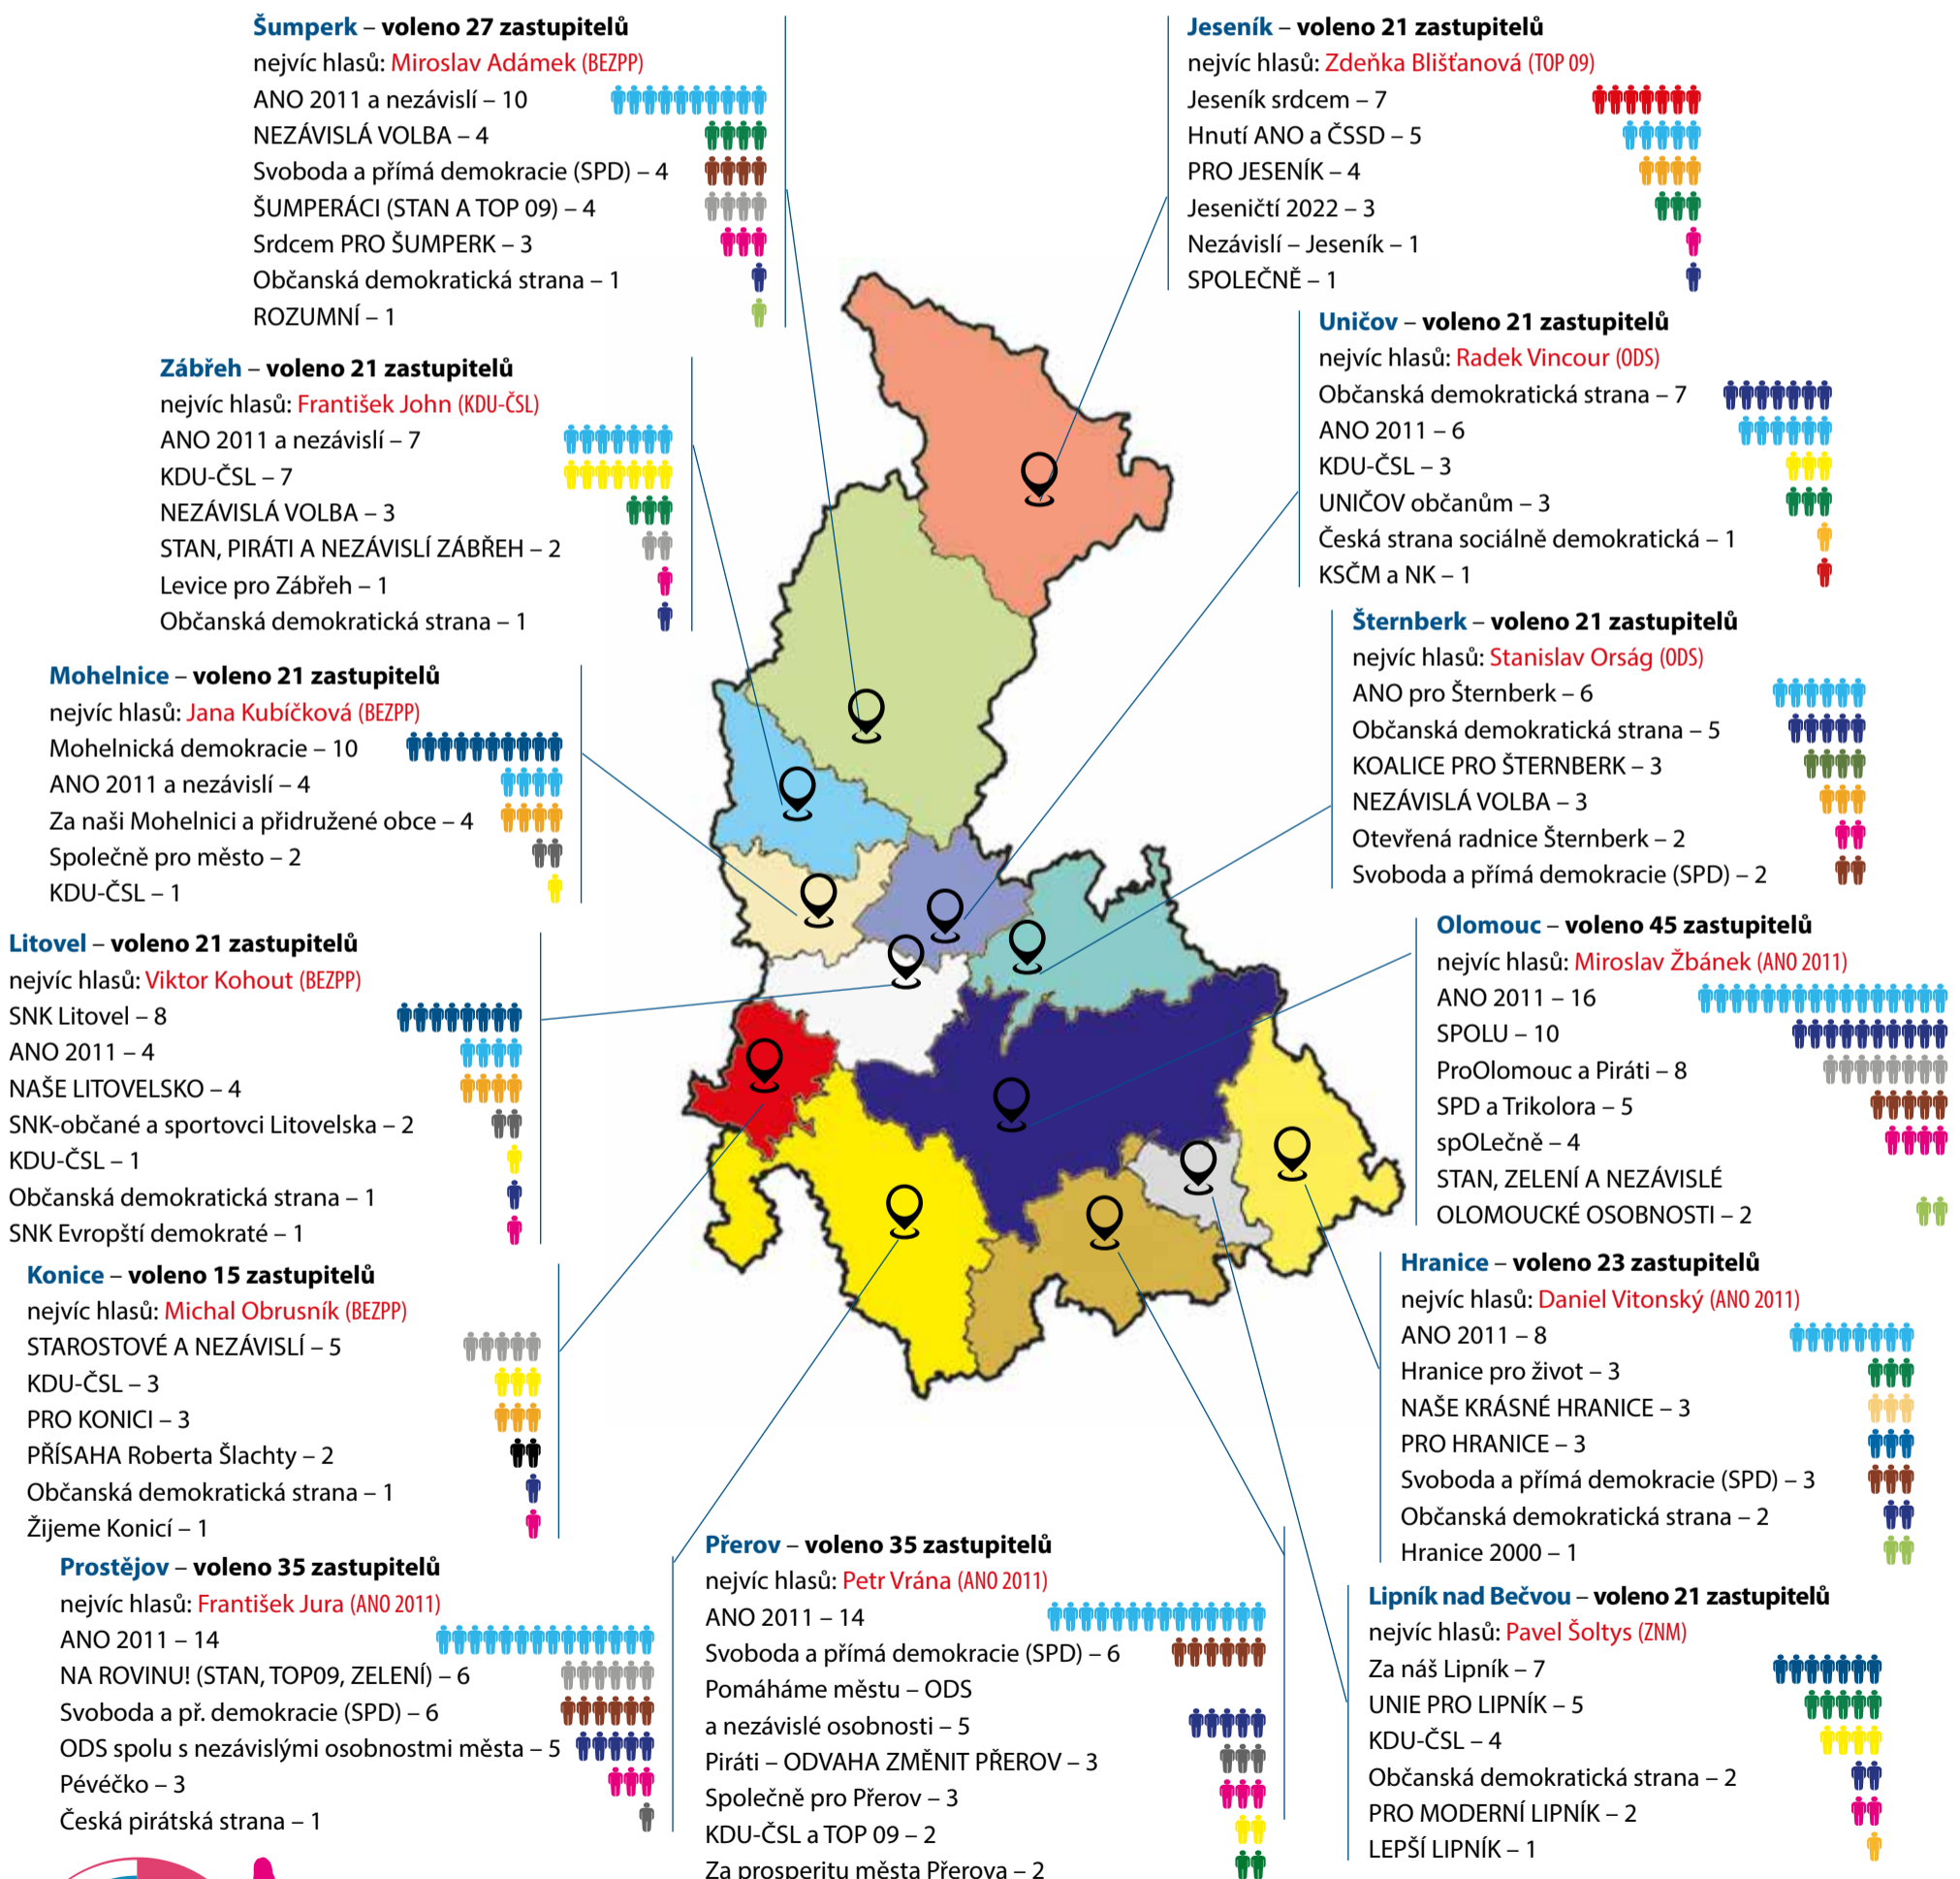 Šumperk – voleno 27 zastupitelů
nejvíc hlasů: Miroslav Adámek (BEZPP)
ANO 2011 a nezávislí – 10
NEZÁVISLÁ VOLBA – 4
Svoboda a přímá demokracie (SPD) – 4
ŠUMPERÁCI (STAN A TOP 09) – 4
Srdcem PRO ŠUMPERK – 3
Občanská demokratická strana – 1
ROZUMNÍ – 1
Zábřeh – voleno 21 zastupitelů
nejvíc hlasů: František John (KDU-ČSL)
ANO 2011 a nezávislí – 7
KDU-ČSL – 7
NEZÁVISLÁ VOLBA – 3
STAN, PIRÁTI A NEZÁVISLÍ ZÁBŘEH – 2
Levice pro Zábřeh – 1
Občanská demokratická strana – 1
Mohelnice – voleno 21 zastupitelů
nejvíc hlasů: Jana Kubíčková (BEZPP)
Mohelnická demokracie – 10
ANO 2011 a nezávislí – 4
Za naši Mohelnici a přidružené obce – 4
Společně pro město – 2
KDU-ČSL – 1
Litovel – voleno 21 zastupitelů
nejvíc hlasů: Viktor Kohout (BEZPP)
SNK Litovel – 8
ANO 2011 – 4
NAŠE LITOVELSKO – 4
SNK-občané a sportovci Litovelska – 2
KDU-ČSL – 1
Občanská demokratická strana – 1
SNK Evropští demokraté – 1
Konice – voleno 15 zastupitelů
nejvíc hlasů: Michal Obrusník (BEZPP)
STAROSTOVÉ A NEZÁVISLÍ – 5
KDU-ČSL – 3
PRO KONICI – 3
PŘÍSAHA Roberta Šlachty – 2
Občanská demokratická strana – 1
Žijeme Konicí – 1
Prostějov – voleno 35 zastupitelů
nejvíc hlasů: František Jura (ANO 2011)
ANO 2011 – 14
NA ROVINU! (STAN, TOP09, ZELENÍ) – 6
Svoboda a př. demokracie (SPD) – 6
ODS spolu s nezávislými osobnostmi města – 5
Pévéčko – 3
Česká pirátská strana – 1
Přerov – voleno 35 zastupitelů
nejvíc hlasů: Petr Vrána (ANO 2011)
ANO 2011 – 14
Svoboda a přímá demokracie (SPD) – 6
Pomáháme městu – ODS
a nezávislé osobnosti – 5
Piráti – ODVAHA ZMĚNIT PŘEROV – 3
Společně pro Přerov – 3
KDU-ČSL a TOP 09 – 2
Za prosperitu města Přerova – 2
Jeseník – voleno 21 zastupitelů
nejvíc hlasů: Zdeňka Blišťanová (TOP 09)
Jeseník srdcem – 7
Hnutí ANO a ČSSD – 5
PRO JESENÍK – 4
Jeseničtí 2022 – 3
Nezávislí – Jeseník – 1
SPOLEČNĚ – 1
Uničov – voleno 21 zastupitelů
nejvíc hlasů: Radek Vincour (ODS)
Občanská demokratická strana – 7
ANO 2011 – 6
KDU-ČSL – 3
UNIČOV občanům – 3
Česká strana sociálně demokratická – 1
KSČM a NK – 1
Šternberk – voleno 21 zastupitelů
nejvíc hlasů: Stanislav Orság (ODS)
ANO pro Šternberk – 6
Občanská demokratická strana – 5
KOALICE PRO ŠTERNBERK – 3
NEZÁVISLÁ VOLBA – 3
Otevřená radnice Šternberk – 2
Svoboda a přímá demokracie (SPD) – 2
Olomouc – voleno 45 zastupitelů
nejvíc hlasů: Miroslav Žbánek (ANO 2011)
ANO 2011 – 16
SPOLU – 10
ProOlomouc a Piráti – 8
SPD a Trikolora – 5
spOLečně – 4
STAN, ZELENÍ A NEZÁVISLÉ
OLOMOUCKÉ OSOBNOSTI – 2
Hranice – voleno 23 zastupitelů
nejvíc hlasů: Daniel Vitonský (ANO 2011)
ANO 2011 – 8
Hranice pro život – 3
NAŠE KRÁSNÉ HRANICE – 3
PRO HRANICE – 3
Svoboda a přímá demokracie (SPD) – 3
Občanská demokratická strana – 2
Hranice 2000 – 1
Lipník nad Bečvou – voleno 21 zastupitelů
nejvíc hlasů: Pavel Šoltys (ZNM)
Za náš Lipník – 7
UNIE PRO LIPNÍK – 5
KDU-ČSL – 4
Občanská demokratická strana – 2
PRO MODERNÍ LIPNÍK – 2
LEPŠÍ LIPNÍK – 1